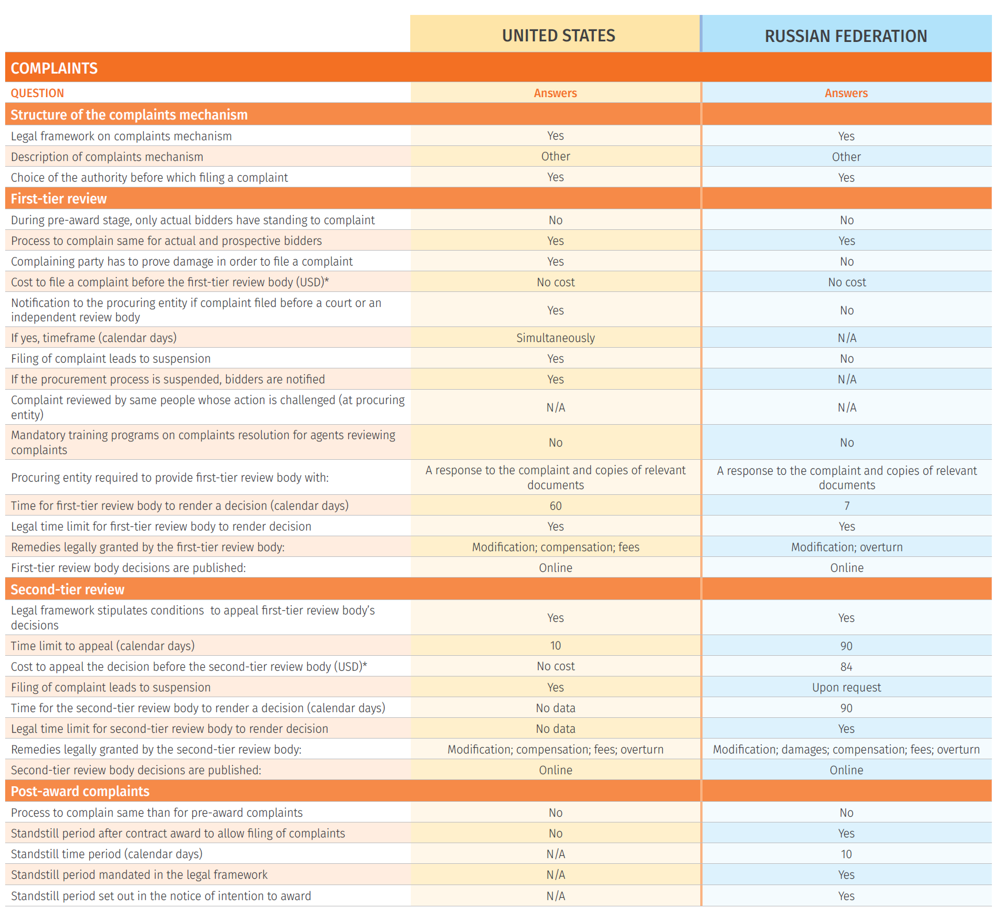 UNITED STATES RUSSIAN FEDERATION
COMPLAINTS
QUESTION Answers Answers
Structure of the complaints mechanism
Legal framework on complaints mechanism Yes Yes
Description of complaints mechanism Other Other
Choice of the authority before which filing a complaint Yes Yes
First-tier review
During pre-award stage, only actual bidders have standing to complaint No No
Process to complain same for actual and prospective bidders Yes Yes
Complaining party has to prove damage in order to file a complaint Yes No
Cost to file a complaint before the first-tier review body (USD)* No cost No cost
Notification to the procuring entity if complaint filed before a court or an
independent review body Yes No
If yes, timeframe (calendar days) Simultaneously N/A
Filing of complaint leads to suspension Yes No
If the procurement process is suspended, bidders are notified Yes N/A
Complaint reviewed by same people whose action is challenged (at procuring
entity) N/A N/A
Mandatory training programs on complaints resolution for agents reviewing
complaints No No
Procuring entity required to provide first-tier review body with: A response to the complaint and copies of relevant A response to the complaint and copies of relevant
documents documents
Time for first-tier review body to render a decision (calendar days) 60 7
Legal time limit for first-tier review body to render decision Yes Yes
Remedies legally granted by the first-tier review body: Modification; compensation; fees Modification; overturn
First-tier review body decisions are published: Online Online
Second-tier review
Legal framework stipulates conditions to appeal first-tier review body's
decisions Yes Yes
Time limit to appeal (calendar days) 10 90
Cost to appeal the decision before the second-tier review body (USD)* No cost 84
Filing of complaint leads to suspension Yes Upon request
Time for the second-tier review body to render a decision (calendar days) No data 90
Legal time limit for second-tier review body to render decision No data Yes
Remedies legally granted by the second-tier review body: Modification; compensation; fees; overturn Modification; damages; compensation; fees; overturn
Second-tier review body decisions are published: Online Online
Post-award complaints
Process to complain same than for pre-award complaints No No
Standstill period after contract award to allow filing of complaints No Yes
Standstill time period (calendar days) N/A 10
Standstill period mandated in the legal framework N/A Yes
Standstill period set out in the notice of intention to award N/A Yes